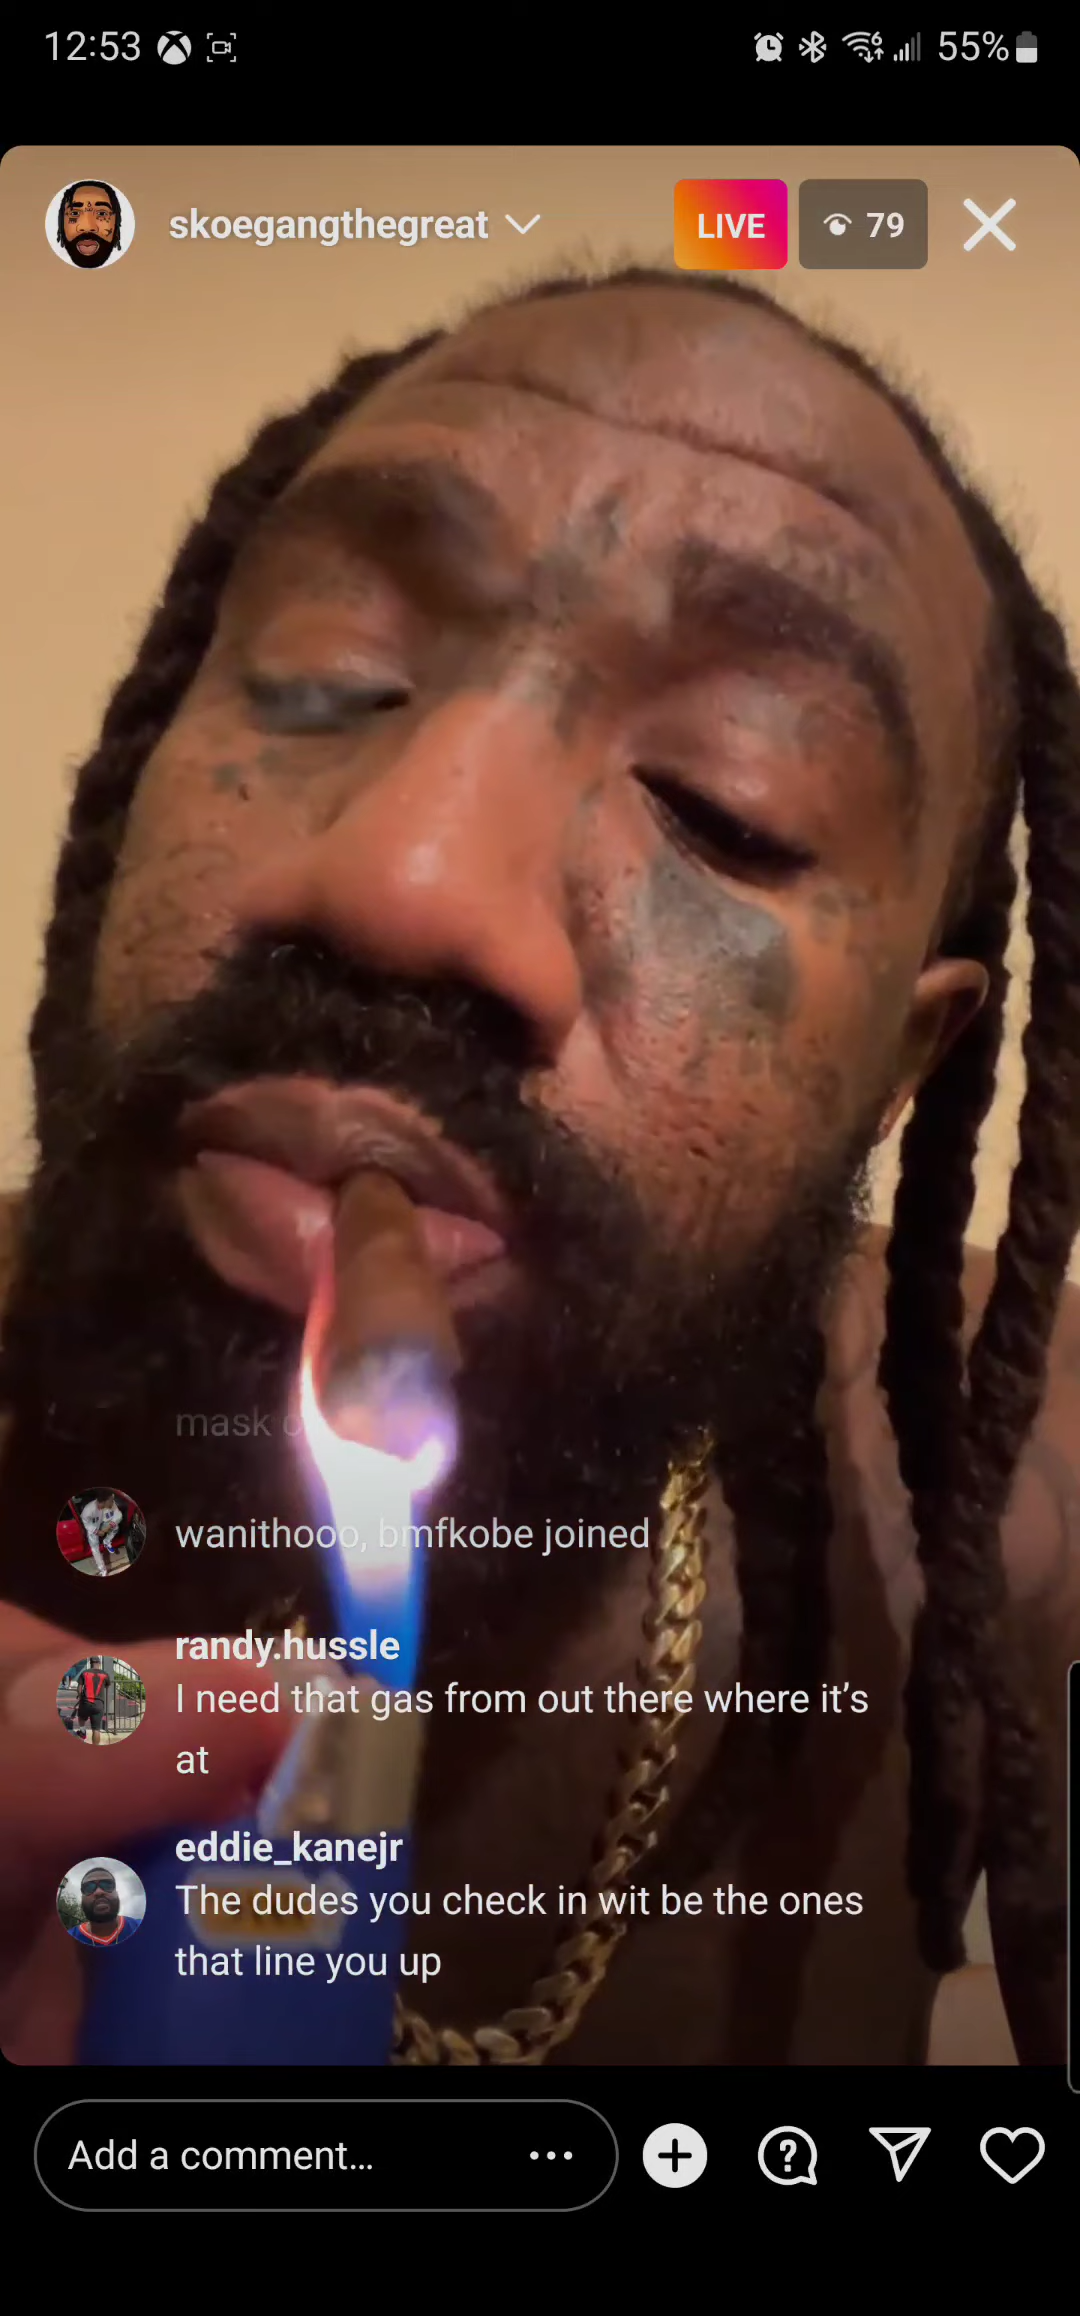 12:53
55%
skoegangthegreat
LIVE
79
mask
wanithooo, bmfkobe joined
randy.hussle
I need that gas from out there where it’s
at
eddie_kanejr
The dudes you check in wit be the ones
that line you up
Add a comment...